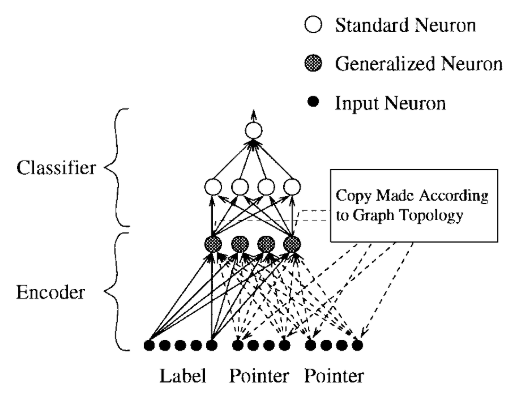 Standard Neuron
Generalized Neuron
Input Neuron
Classifier
Copy Made According
to Graph Topology
Encoder
Label Pointer Pointer